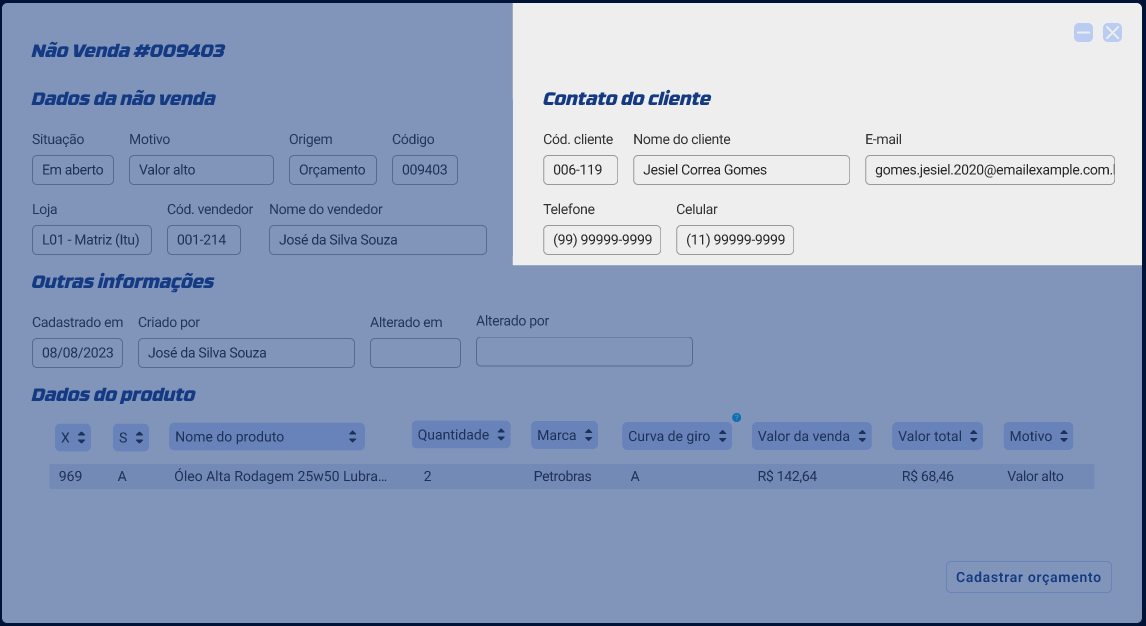 Não Venda #009403
Dados da não venda
Situação Motivo Origem Código
Em aberto Valor alto Orçamento 009403
Loja Cód. vendedor Nome do vendedor
L01 - Matriz (Itu) 001-214 José da Silva Souza
Contato do cliente
Cód. cliente Nome do cliente E-mail
006-119 Jesiel Correa Gomes gomes.jesiel.2020@emailexample.com.
Telefone Celular
(99) 99999-9999 (11) 99999-9999
Outras informações
Cadastrado em Criado por Alterado em Alterado por
08/08/2023 José da Silva Souza
Dados do produto
X S Nome do produto Quantidade Marca Curva de giro ? Valor da venda Valor total Motivo
969 A Óleo Alta Rodagem 25w50 Lubra... 2 Petrobras A R$ 142,64 R$ 68,46 Valor alto
Cadastrar orçamento